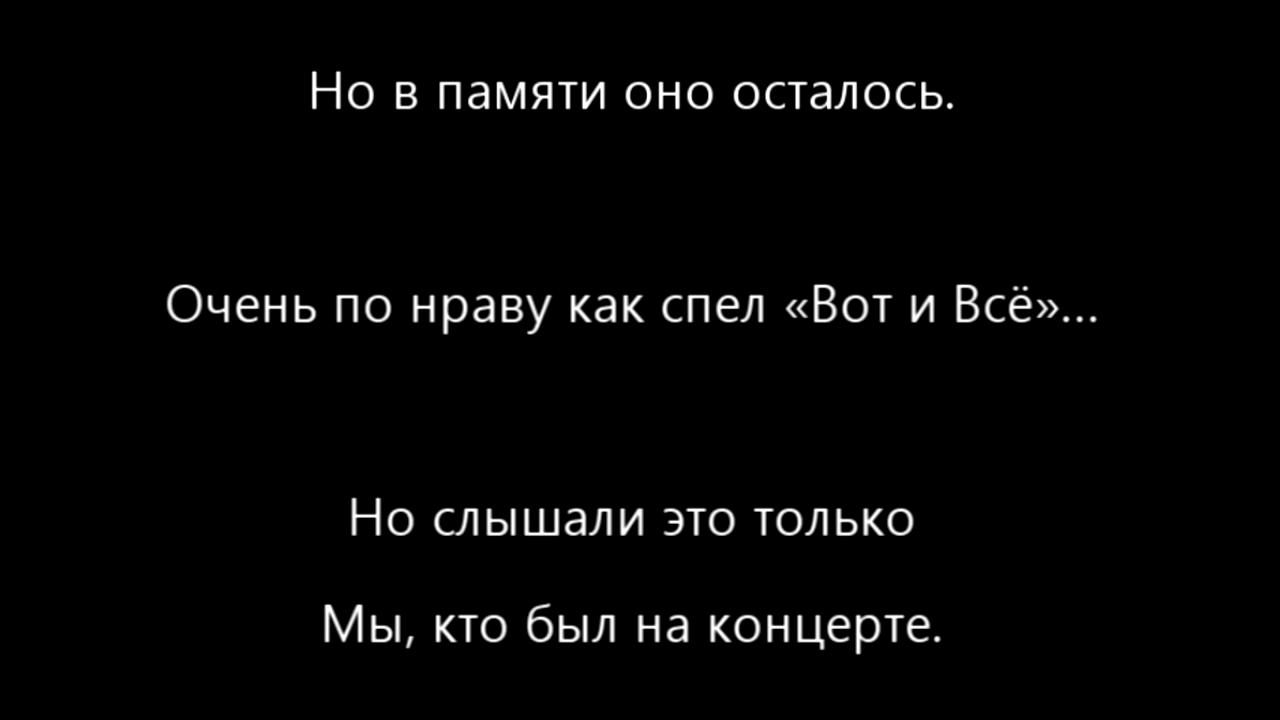 Но в памяти оно осталось.
Очень по нраву как спел «Вот и Всё»...
Но слышали это только
Мы, кто был на концерте.